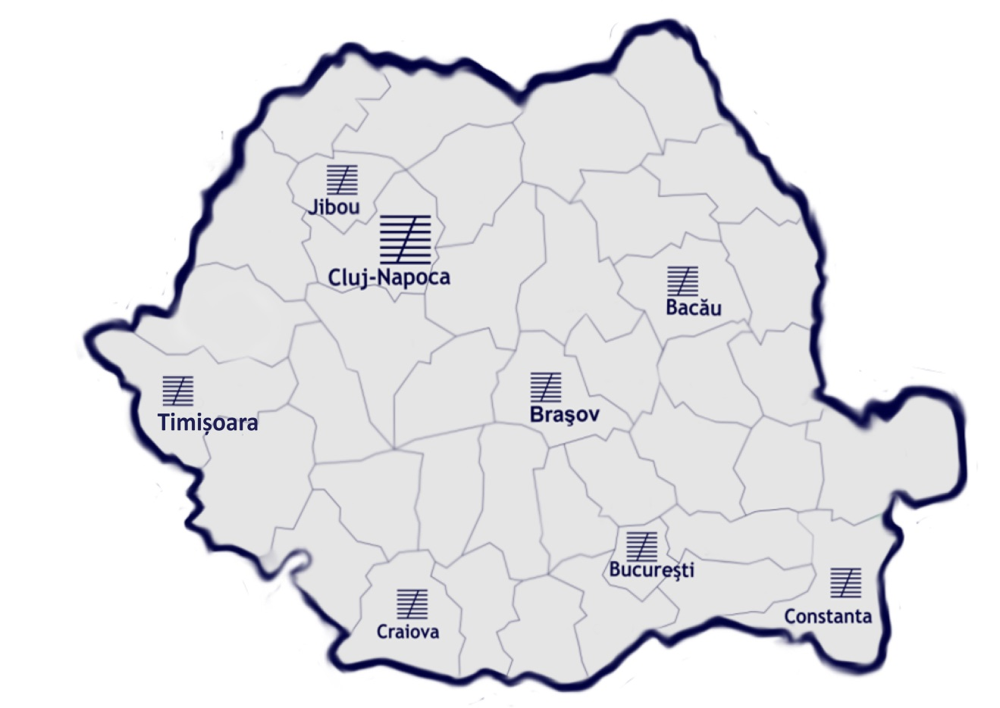 Jibou
Cluj-Napoca
Bacău
Timișoara
Braşov
Bucureşti
Craiova
Constanta